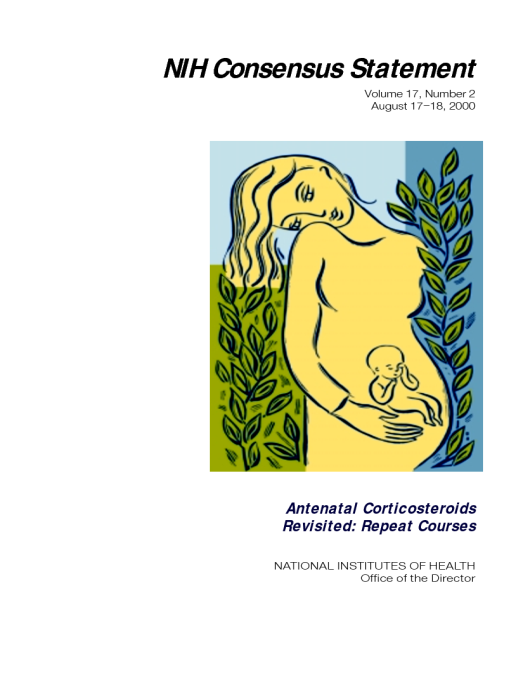 NIH Consensus Statement
Volume 17, Number 2
August 17–18, 2000
Antenatal Corticosteroids
Revisited: Repeat Courses
NATIONAL INSTITUTES OF HEALTH
Office of the Director